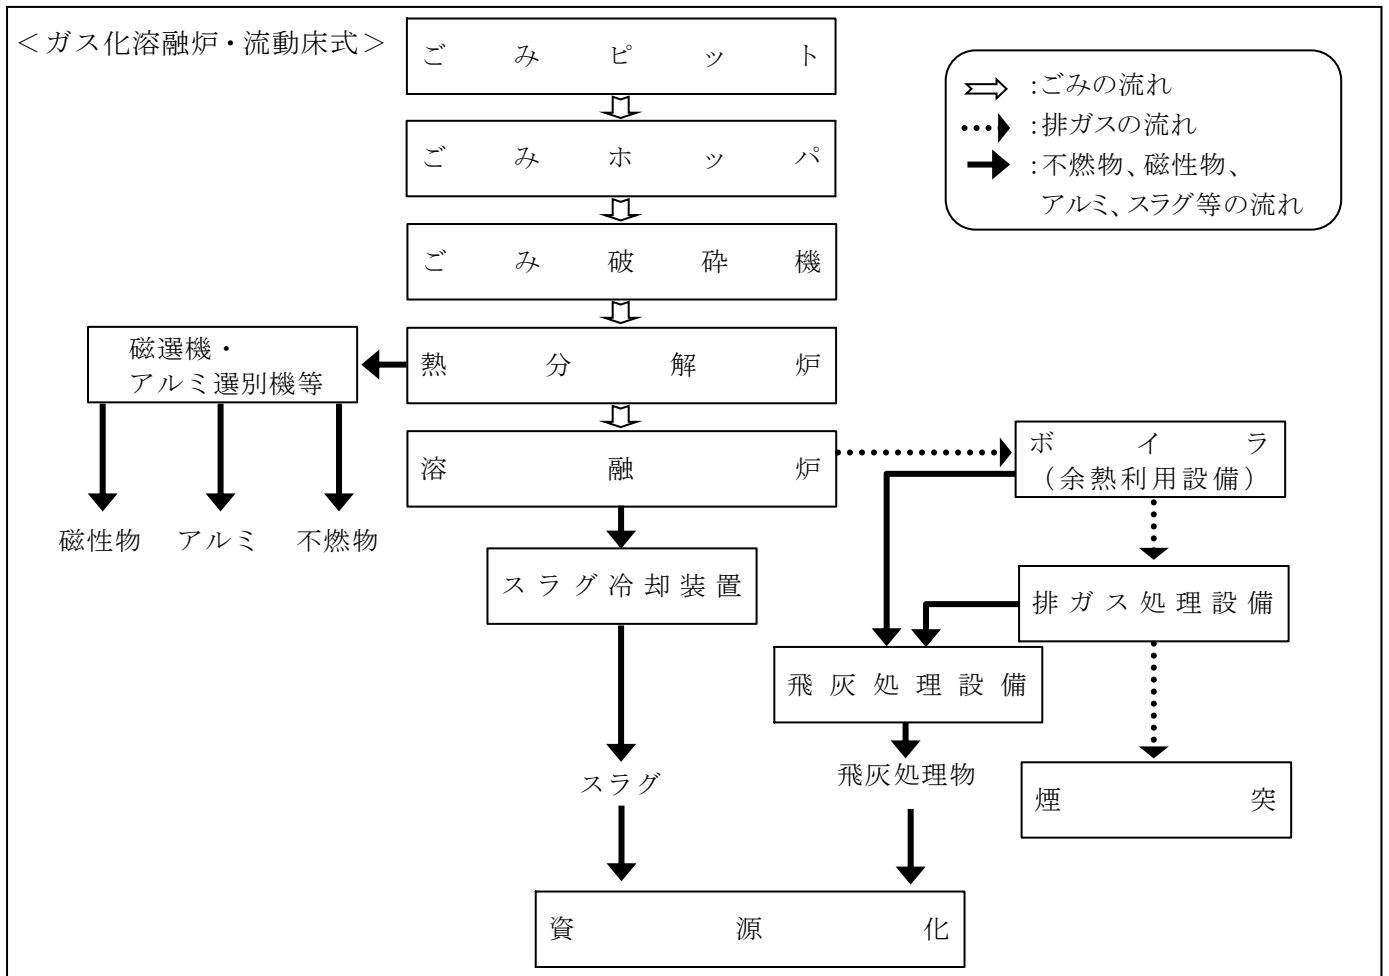 ＜ガス化溶融炉・流動床式＞
ごみピット
:ごみの流れ
:排ガスの流れ
:不燃物、磁性物、
アルミ、スラグ等の流れ
ごみホッパ
ごみ破砕機
磁選機・
アルミ選別機等
熱分解炉
溶融炉
ボイラ
（余熱利用設備）
磁性物
アルミ
不燃物
スラグ冷却装置
排ガス処理設備
飛灰処理設備
スラグ
飛灰処理物
煙突
資源化